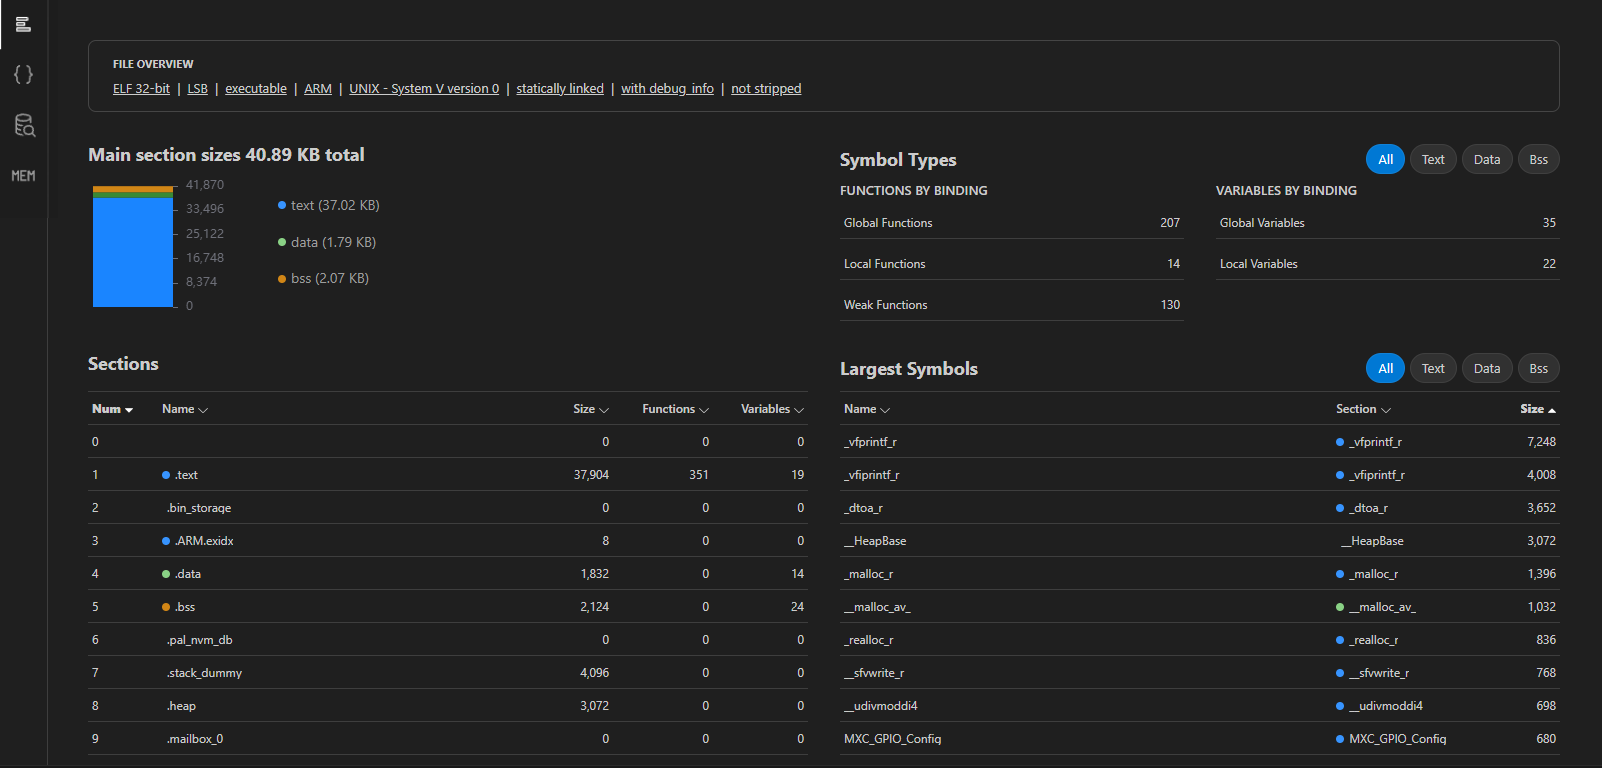 FILE OVERVIEW
ELF 32-bit | LSB | executable | ARM | UNIX - System V version 0 | statically linked | with debug_info | not stripped
MEM
Main section sizes 40.89 KB total
41,870
33,496
25,122
16,748
8,374
0
text (37.02 KB)
data (1.79 KB)
bss (2.07 KB)
Symbol Types
All Text Data Bss
FUNCTIONS BY BINDING
Global Functions 207
Local Functions 14
Weak Functions 130
VARIABLES BY BINDING
Global Variables 35
Local Variables 22
Sections
Num Name Size Functions Variables
0 0 0 0
1 .text 37,904 351 19
2 .bin_storage 0 0 0
3 .ARM.exidx 8 0 0
4 .data 1,832 0 14
5 .bss 2,124 0 24
6 .pal_nvm_db 0 0 0
7 .stack_dummy 4,096 0 0
8 .heap 3,072 0 0
9 .mailbox_0 0 0 0
Largest Symbols
All Text Data Bss
Name Section Size
_vfprintf_r _vfprintf_r 7,248
_vfiprintf_r _vfiprintf_r 4,008
_dtoa_r _dtoa_r 3,652
__HeapBase __HeapBase 3,072
_malloc_r _malloc_r 1,396
__malloc_av_ __malloc_av_ 1,032
_realloc_r _realloc_r 836
__sfvwrite_r __sfvwrite_r 768
__udivmoddi4 __udivmoddi4 698
MXC_GPIO_Config MXC_GPIO_Config 680